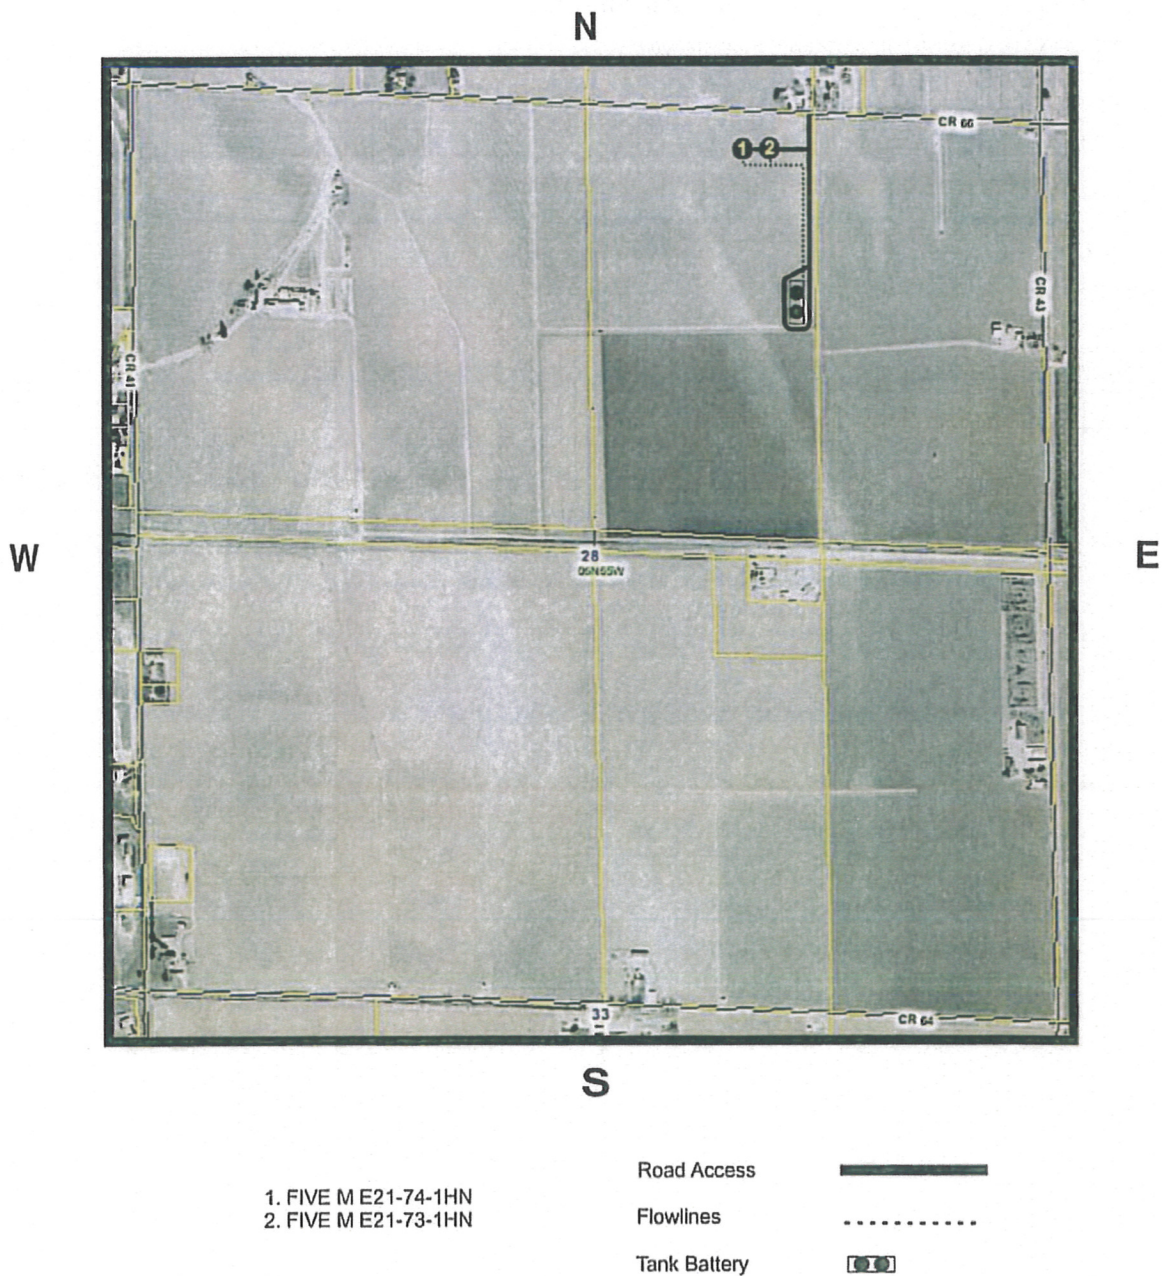 N
CR 66
1 2
CR 43
CR 41
W
E
28
06N65W
33
CR 64
S
Road Access
1. FIVE M E21-74-1HN
2. FIVE M E21-73-1HN
Flowlines
Tank Battery